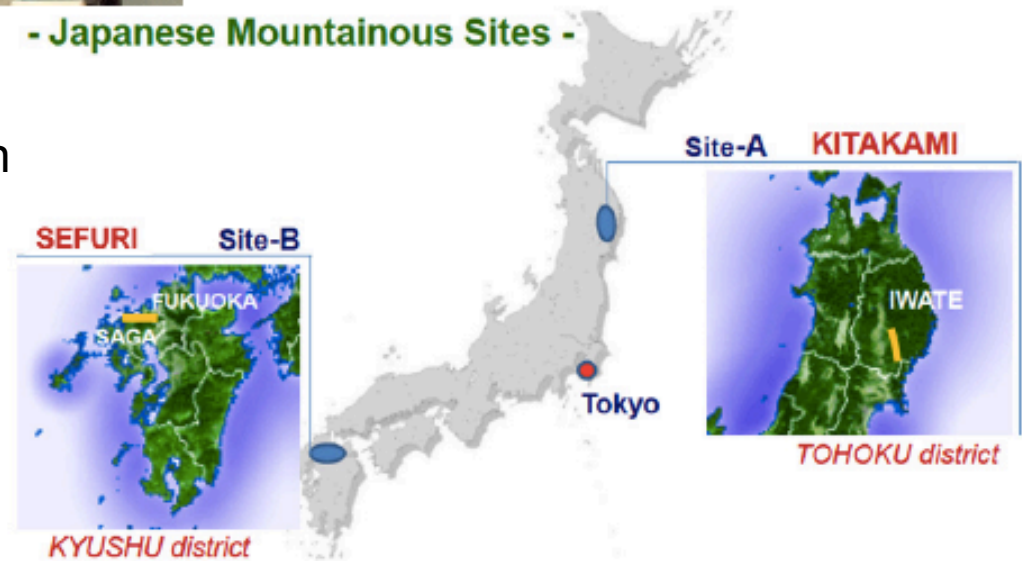 - Japanese Mountainous Sites -
n
Site-A KITAKAMI
SEFURI Site-B
FUKUOKA
SAGA
IWATE
Tokyo
TOHOKU district
KYUSHU district